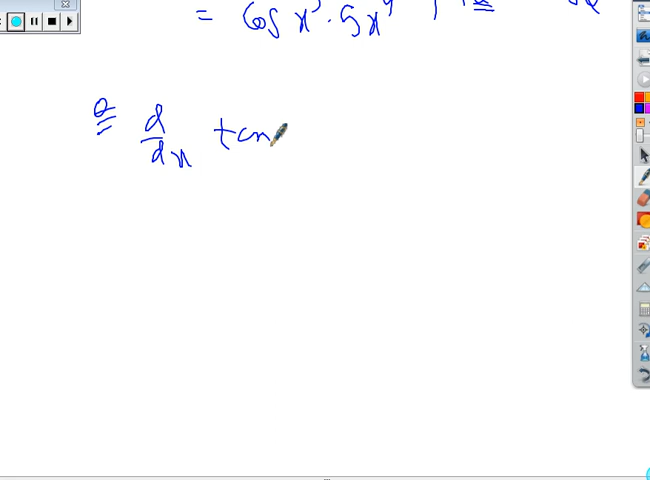 = Cos x⁵ · 5x⁴
Q d/dx tan